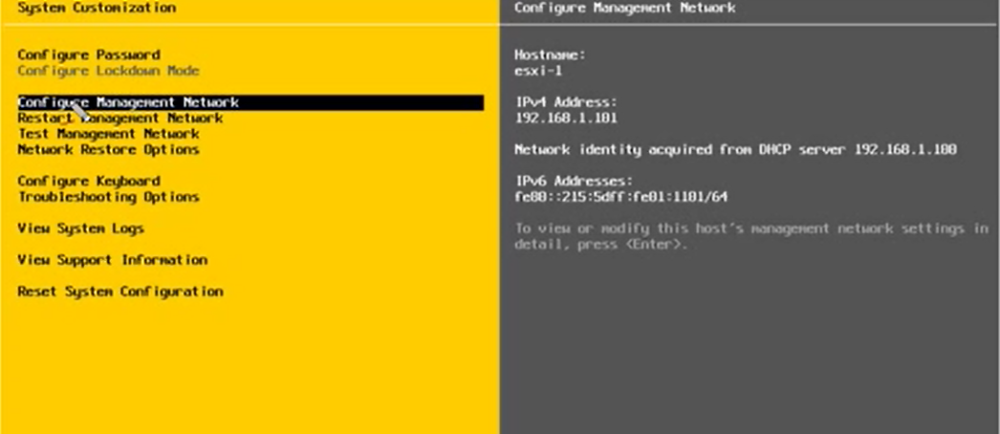 System Customization
Configure Password
Configure Lockdown Mode
Configure Management Network
Restart Management Network
Test Management Network
Network Restore Options
Configure Keyboard
Troubleshooting Options
View System Logs
View Support Information
Reset System Configuration
Configure Management Network
Hostname:
esxi-1
IPv4 Address:
192.168.1.101
Network identity acquired from DHCP server 192.168.1.100
IPv6 Addresses:
fe80::215:5dff:fe01:1101/64
To view or modify this host's management network settings in
detail, press <Enter>.